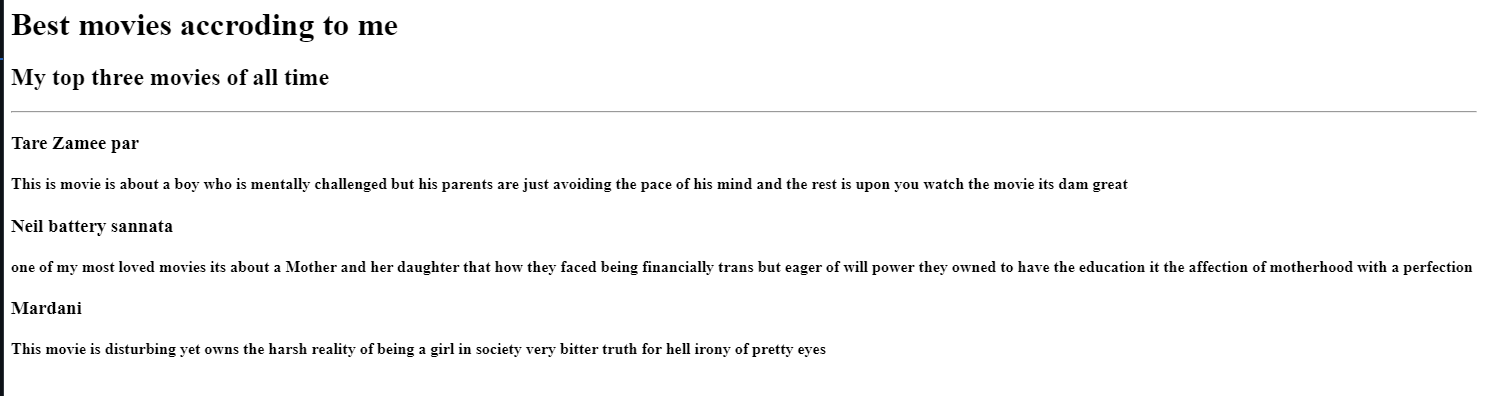 Best movies accroding to me
My top three movies of all time
Tare Zamee par
This is movie is about a boy who is mentally challenged but his parents are just avoiding the pace of his mind and the rest is upon you watch the movie its dam great
Neil battery sannata
one of my most loved movies its about a Mother and her daughter that how they faced being financially trans but eager of will power they owned to have the education it the affection of motherhood with a perfection
Mardani
This movie is disturbing yet owns the harsh reality of being a girl in society very bitter truth for hell irony of pretty eyes